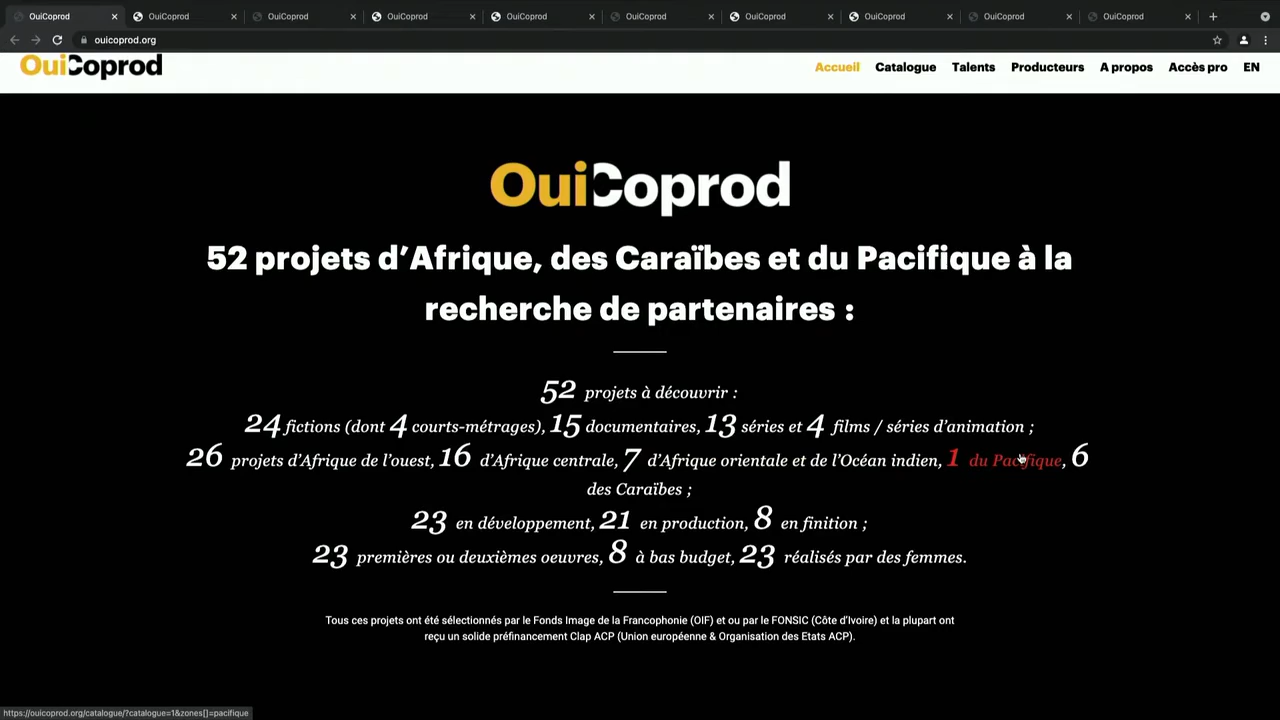 OuiCoprod
OuiCoprod
OuiCoprod
OuiCoprod
OuiCoprod
OuiCoprod
OuiCoprod
OuiCoprod
OuiCoprod
OuiCoprod
ouicoprod.org
OuiCoprod
Accueil Catalogue Talents Producteurs A propos Accès pro EN
OuiCoprod
52 projets d’Afrique, des Caraïbes et du Pacifique à la
recherche de partenaires :
52 projets à découvrir :
24 fictions (dont 4 courts-métrages), 15 documentaires, 13 séries et 4 films / séries d’animation ;
26 projets d’Afrique de l’ouest, 16 d’Afrique centrale, 7 d’Afrique orientale et de l’Océan indien, 1 du Pacifique, 6
des Caraïbes ;
23 en développement, 21 en production, 8 en finition ;
23 premières ou deuxièmes oeuvres, 8 à bas budget, 23 réalisés par des femmes.
Tous ces projets ont été sélectionnés par le Fonds Image de la Francophonie (OIF) et ou par le FONSIC (Côte d’Ivoire) et la plupart ont
reçu un solide préfinancement Clap ACP (Union européenne & Organisation des Etats ACP).
https://ouicoprod.org/catalogue/?catalogue=1&zones[]=pacifique